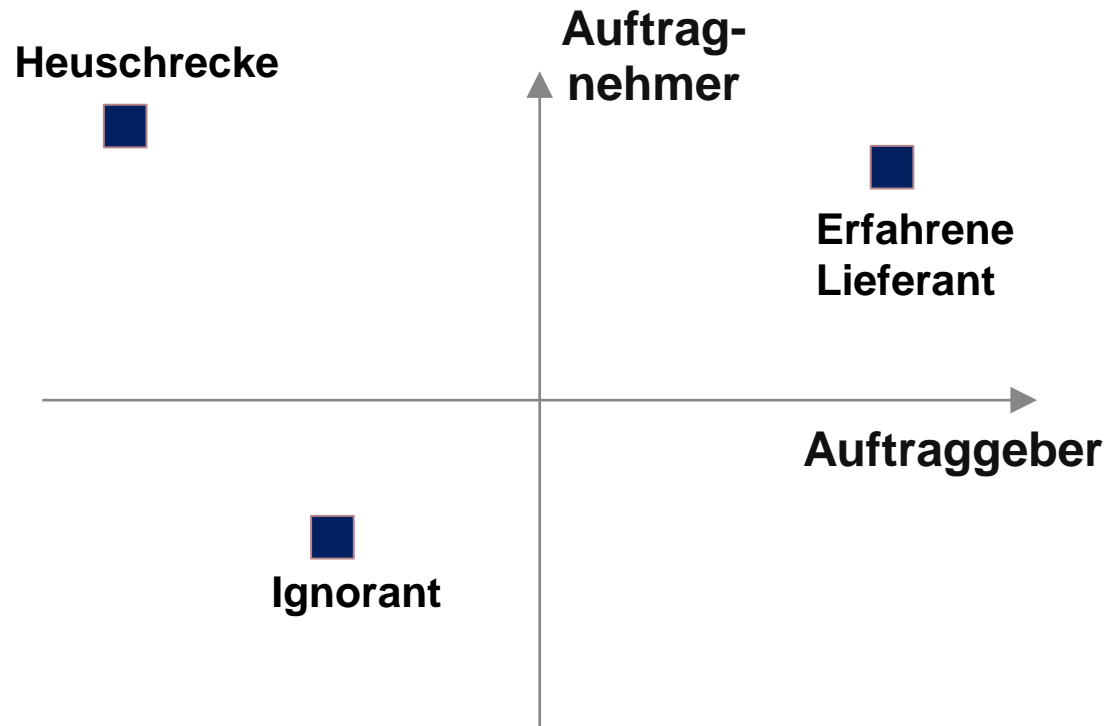 Heuschrecke
Auftrag-
nehmer
Erfahrene
Lieferant
Auftraggeber
Ignorant